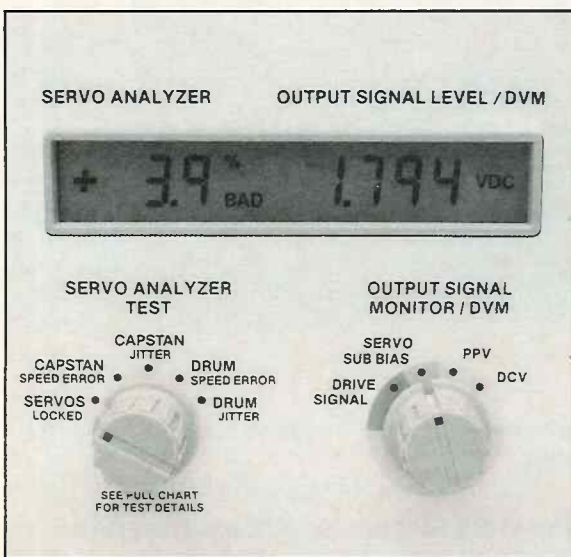 SERVO ANALYZER
OUTPUT SIGNAL LEVEL / DVM
+ 3.9 % BAD
1.794 VDC
SERVO ANALYZER
TEST
CAPSTAN
JITTER
CAPSTAN
SPEED ERROR
DRUM
SPEED ERROR
SERVOS
LOCKED
DRUM
JITTER
SEE PULL CHART
FOR TEST DETAILS
OUTPUT SIGNAL
MONITOR / DVM
SERVO
SUB BIAS
PPV
DRIVE
SIGNAL
DCV